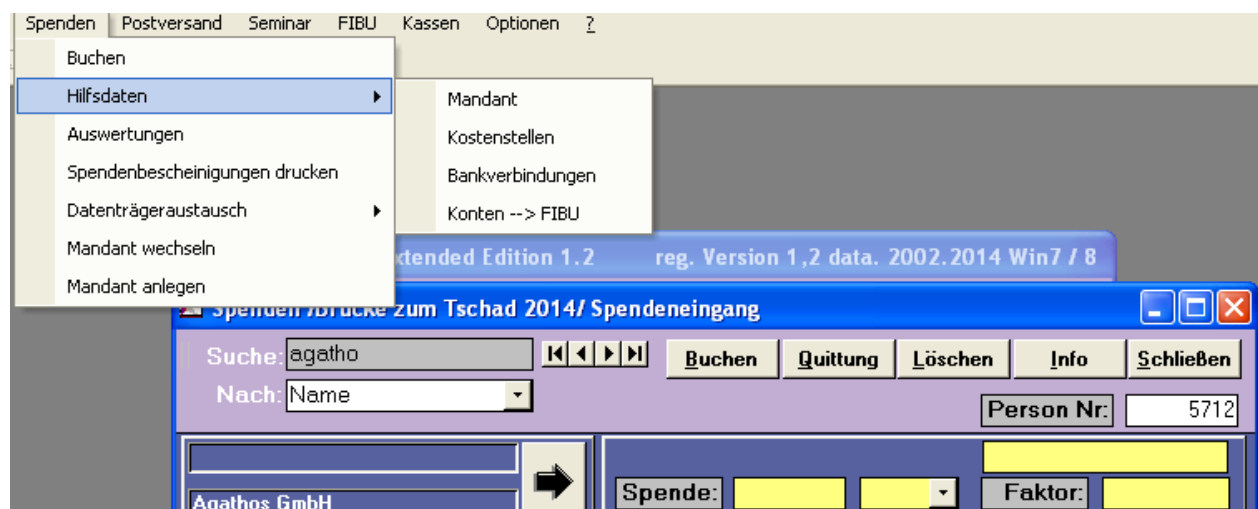 Spenden Postversand Seminar FIBU Kassen Optionen ?
Buchen
Hilfsdaten
Auswertungen
Spendenbescheinigungen drucken
Datenträgeraustausch
Mandant wechseln
Mandant anlegen
Mandant
Kostenstellen
Bankverbindungen
Konten --> FIBU
xtended Edition 1.2 reg. Version 1,2 data. 2002.2014 Win7 / 8
Spenden /Brücke zum Tschad 2014/ Spendeneingang
Suche: agatho
Buchen Quittung Löschen Info Schließen
Nach: Name
Person Nr: 5712
Agathos GmbH
Spende: Faktor: